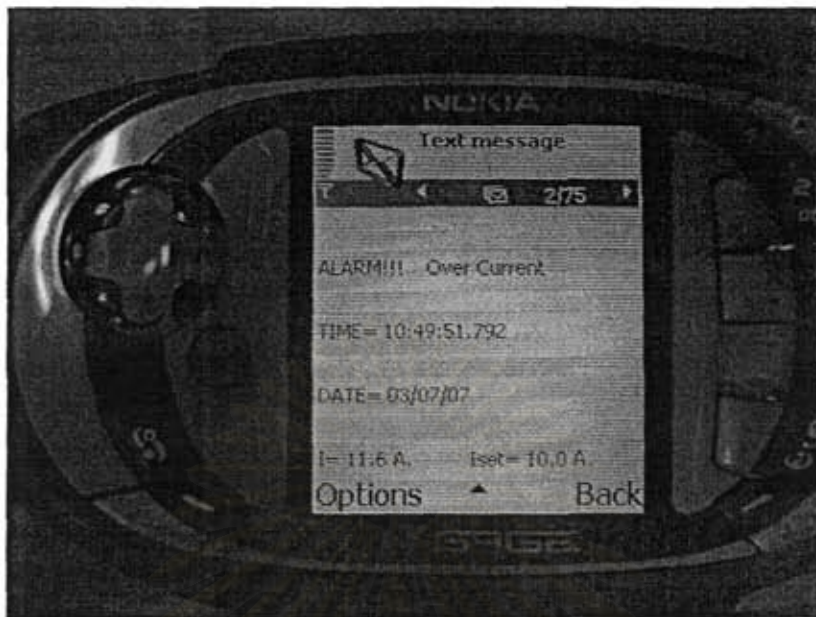 NOKIA
Text message
2/75
ALARM!!! Over Current
TIME= 10:49:51.792
DATE= 03/07/07
I= 11.6 A. Iset= 10.0 A.
Options Back